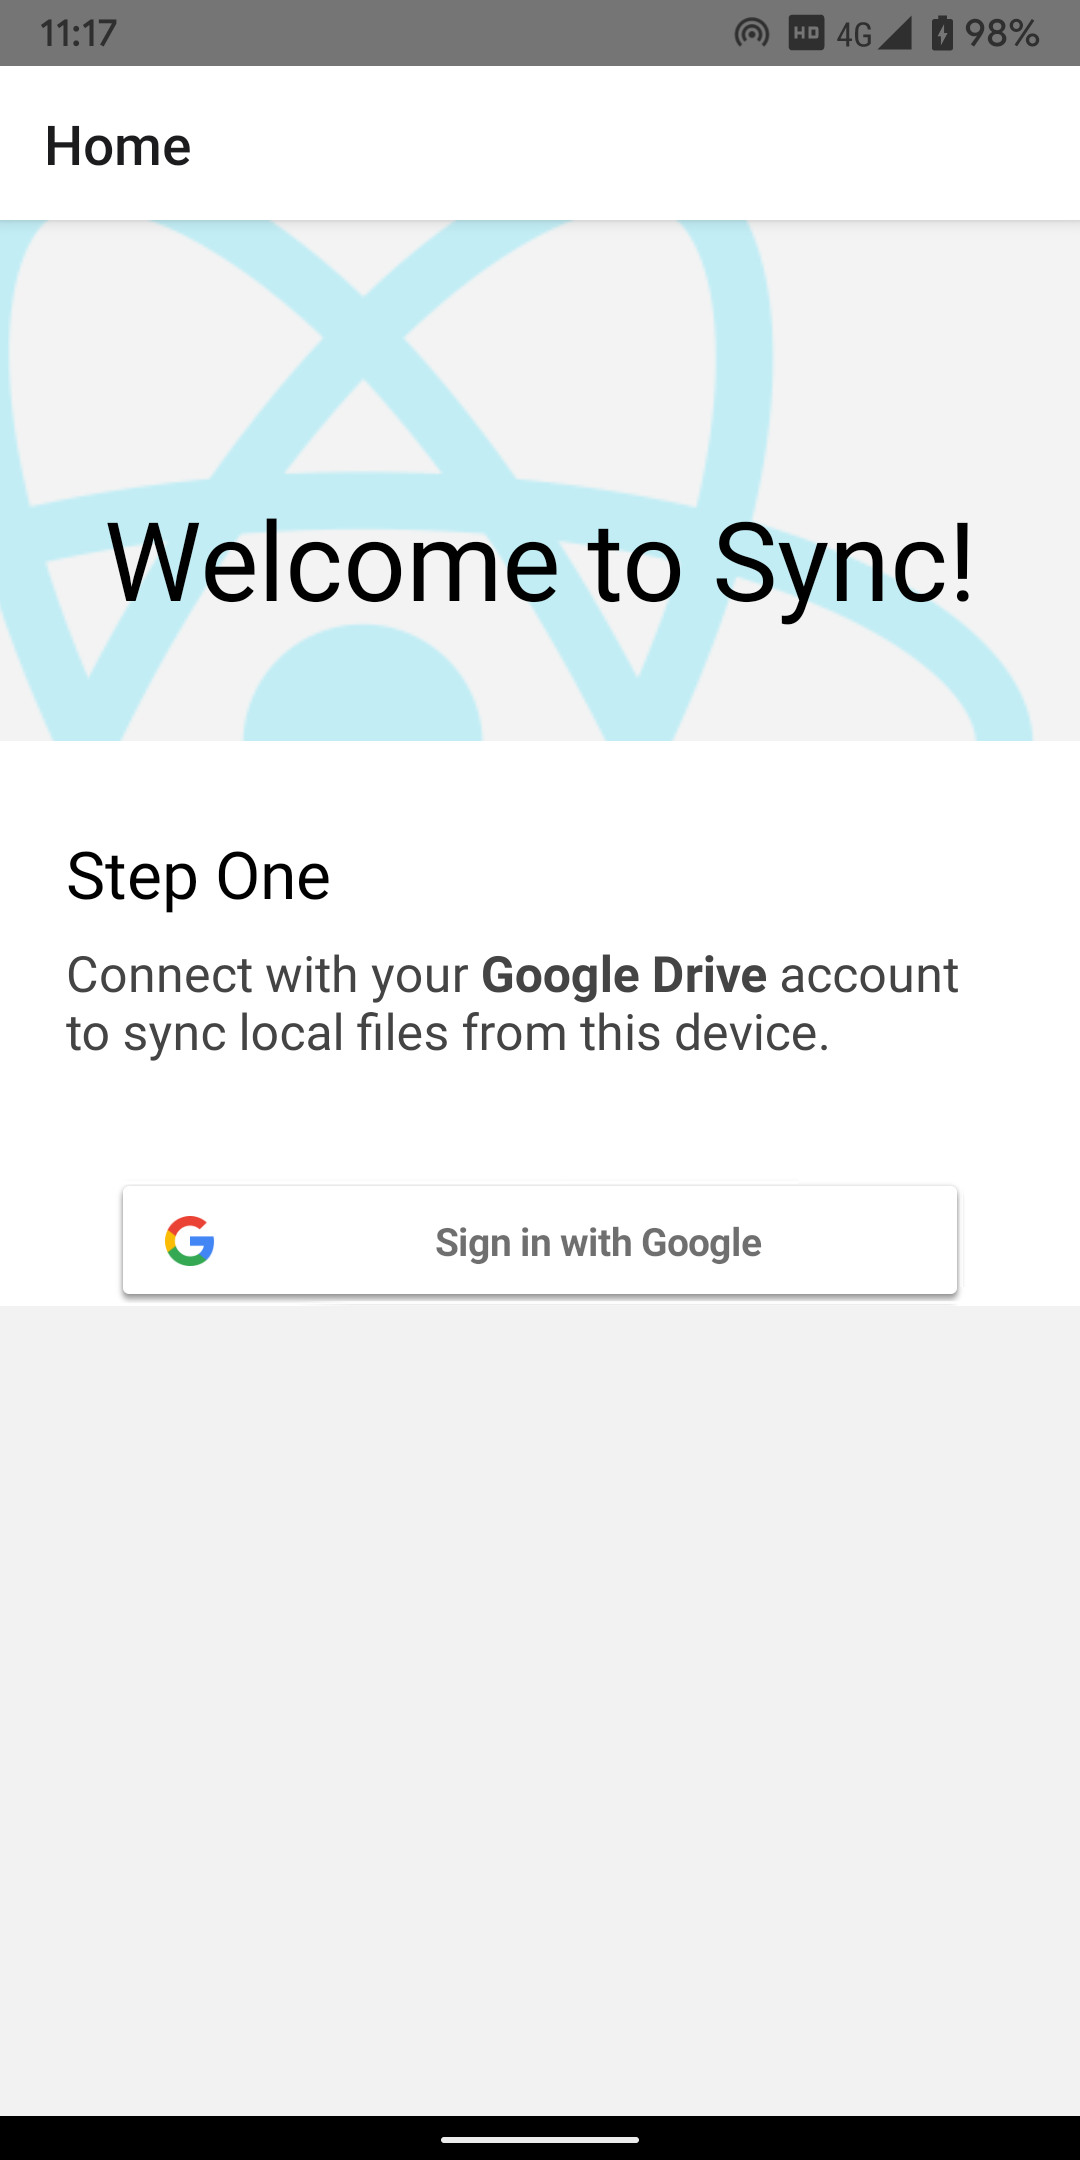 11:17
HD 4G 98%
Home
Welcome to Sync!
Step One
Connect with your Google Drive account
to sync local files from this device.
Sign in with Google